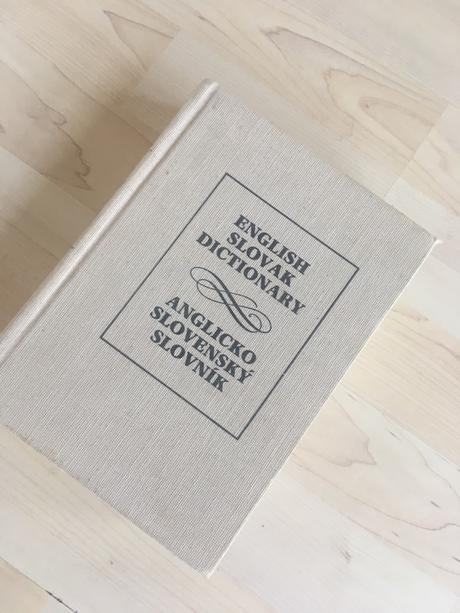 ENGLISH
SLOVAK
DICTIONARY
ANGLICKO
SLOVENSKÝ
SLOVNÍK